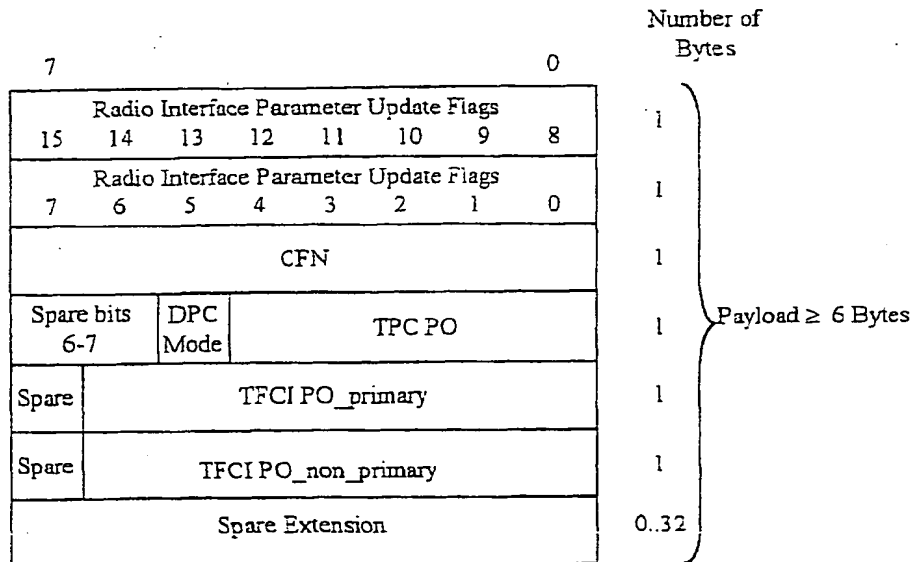 Number of
Bytes
7 0
Radio Interface Parameter Update Flags
15 14 13 12 11 10 9 8
1
Radio Interface Parameter Update Flags
7 6 5 4 3 2 1 0
1
CFN
1
Spare bits
6-7
DPC
Mode
TPC PO
1
Payload ≥ 6 Bytes
Spare
TFCI PO_primary
1
Spare
TFCI PO_non_primary
1
Spare Extension
0..32